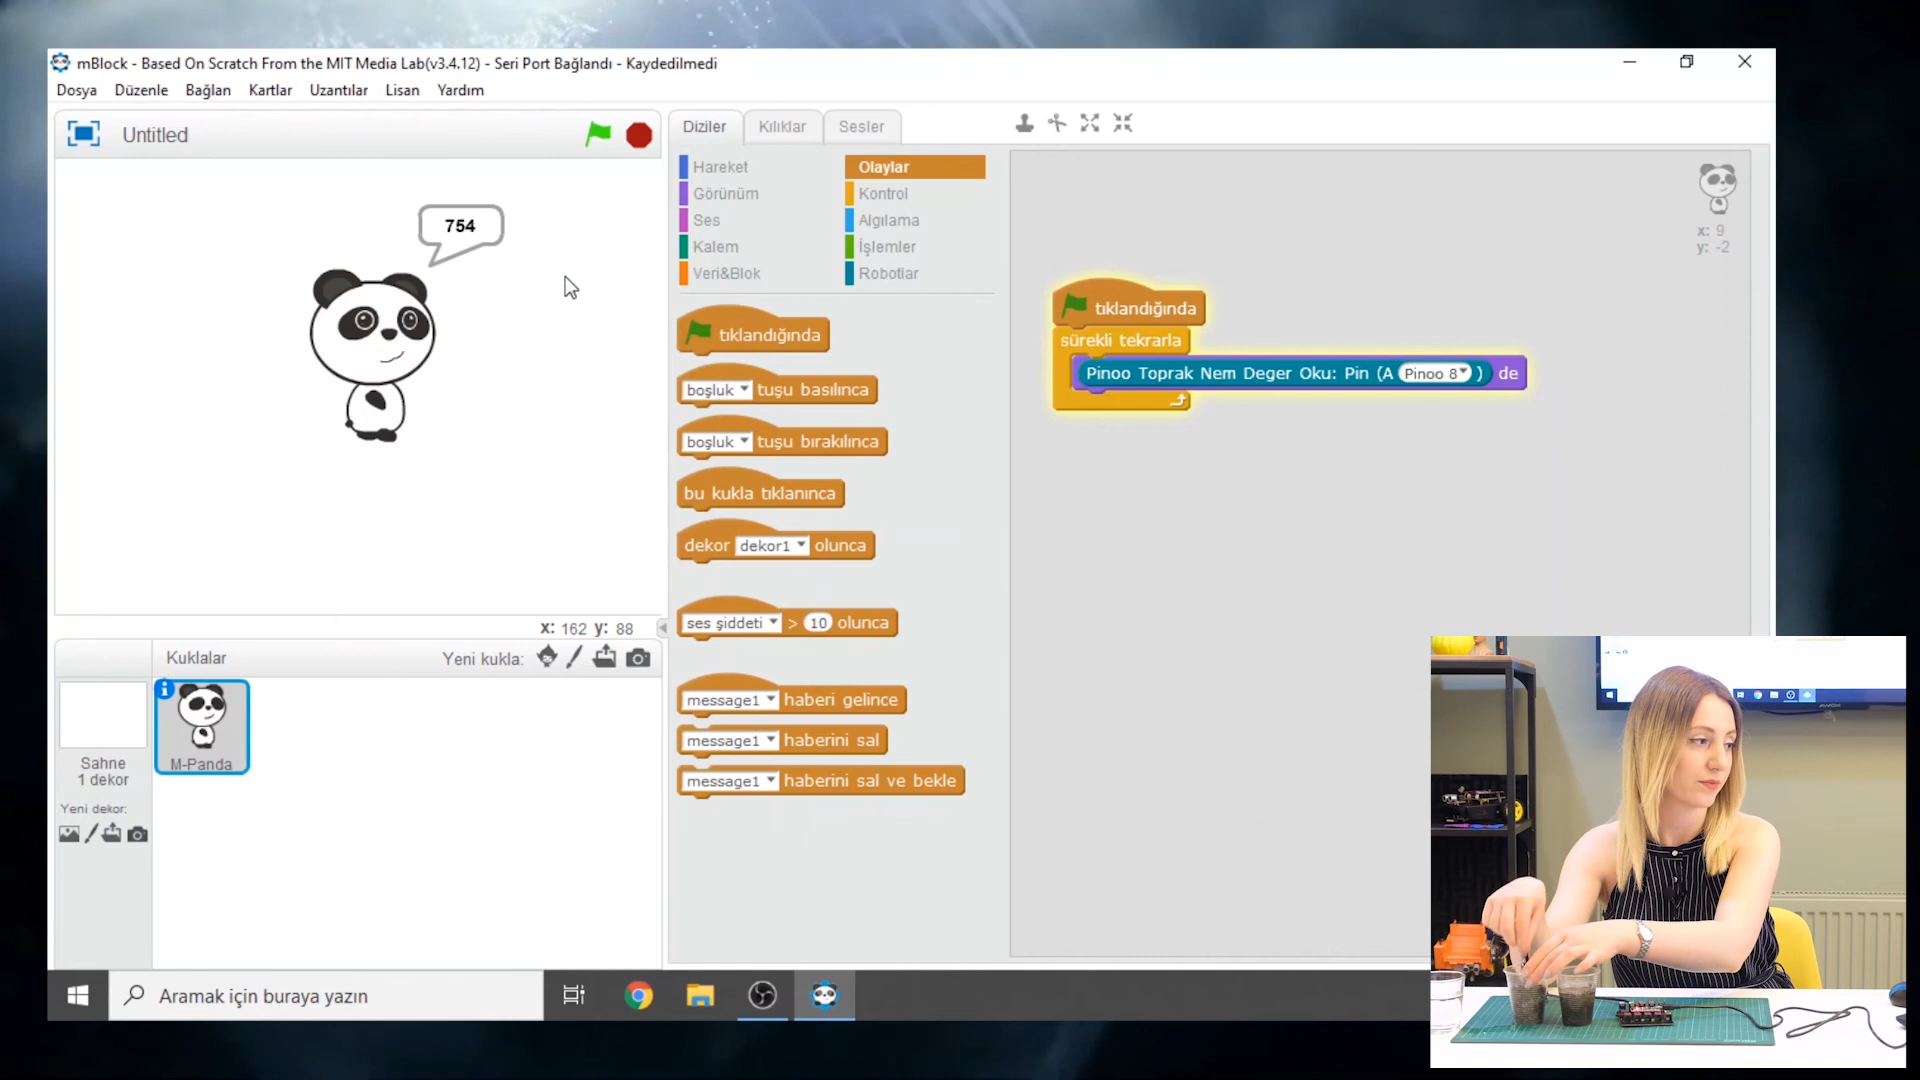 mBlock - Based On Scratch From the MIT Media Lab(v3.4.12) - Seri Port Bağlandı - Kaydedilmedi
Dosya Düzenle Bağlan Kartlar Uzantılar Lisan Yardım
Untitled
754
x: 162 y: 88
Kuklalar
Yeni kukla:
M-Panda
Sahne
1 dekor
Yeni dekor:
Diziler Kılıklar Sesler
Hareket Olaylar
Görünüm Kontrol
Ses Algılama
Kalem İşlemler
Veri&Blok Robotlar
tıklandığında
boşluk tuşu basılınca
boşluk tuşu bırakılınca
bu kukla tıklanınca
dekor dekor1 olunca
ses şiddeti > 10 olunca
message1 haberi gelince
message1 haberini sal
message1 haberini sal ve bekle
x: 9
y: -2
tıklandığında
sürekli tekrarla
Pinoo Toprak Nem Deger Oku: Pin (A Pinoo 8 ) de
Aramak için buraya yazın